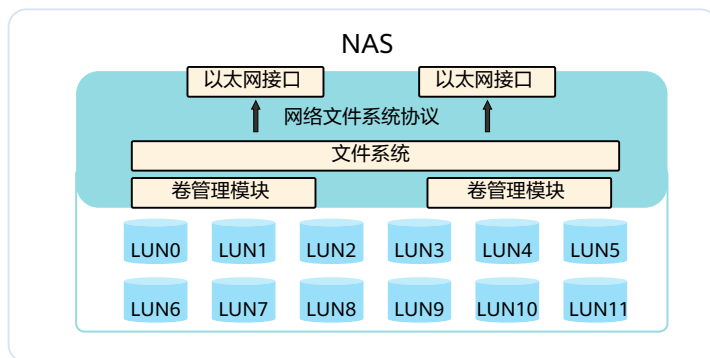 NAS
以太网接口 以太网接口
网络文件系统协议
文件系统
卷管理模块 卷管理模块
LUN0 LUN1 LUN2 LUN3 LUN4 LUN5
LUN6 LUN7 LUN8 LUN9 LUN10 LUN11